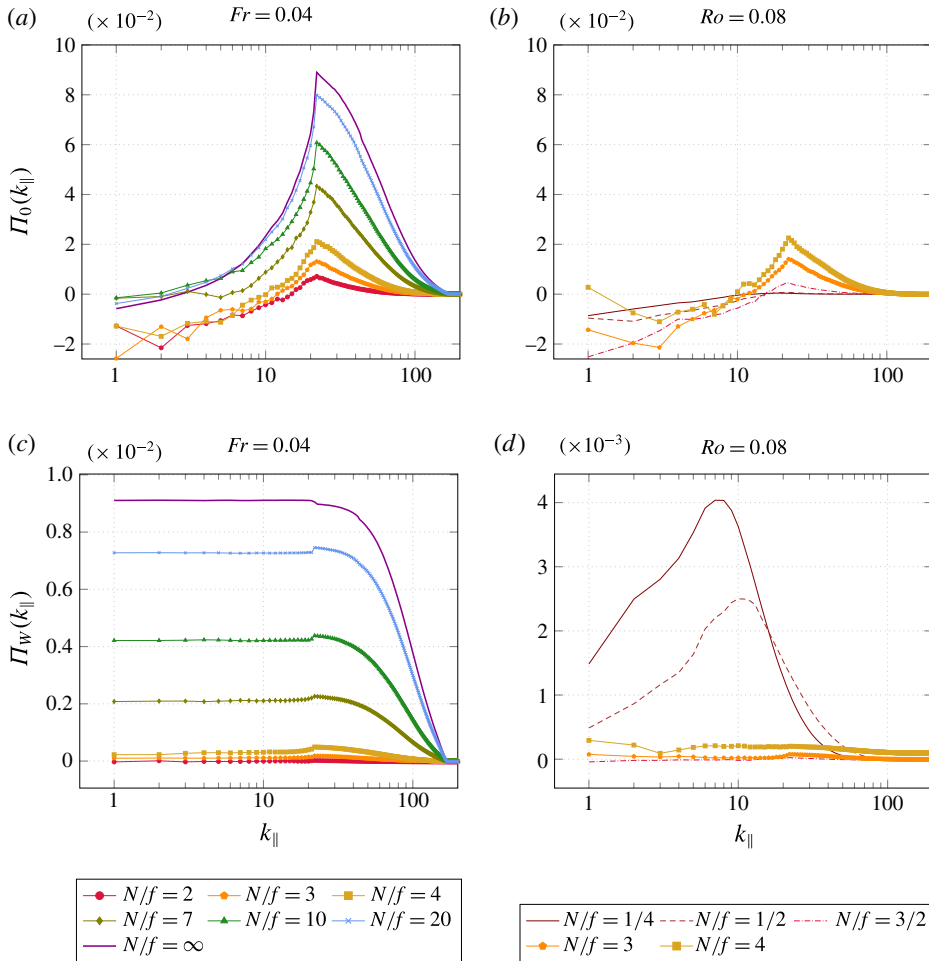 (a) (× 10⁻²) Fr = 0.04 (b) (× 10⁻²) Ro = 0.08
10 10
8 8
6 6
Π₀(k∥)
4 4
2 2
0 0
−2 −2
1 10 100 1 10 100
(c) (× 10⁻²) Fr = 0.04 (d) (× 10⁻³) Ro = 0.08
1.0
4
0.8
3
0.6
Π_W(k∥)
2
0.4
1
0.2
0 0
1 10 100 1 10 100
k∥ k∥
N/f = 2 N/f = 3 N/f = 4
N/f = 7 N/f = 10 N/f = 20
N/f = ∞
N/f = 1/4 N/f = 1/2 N/f = 3/2
N/f = 3 N/f = 4